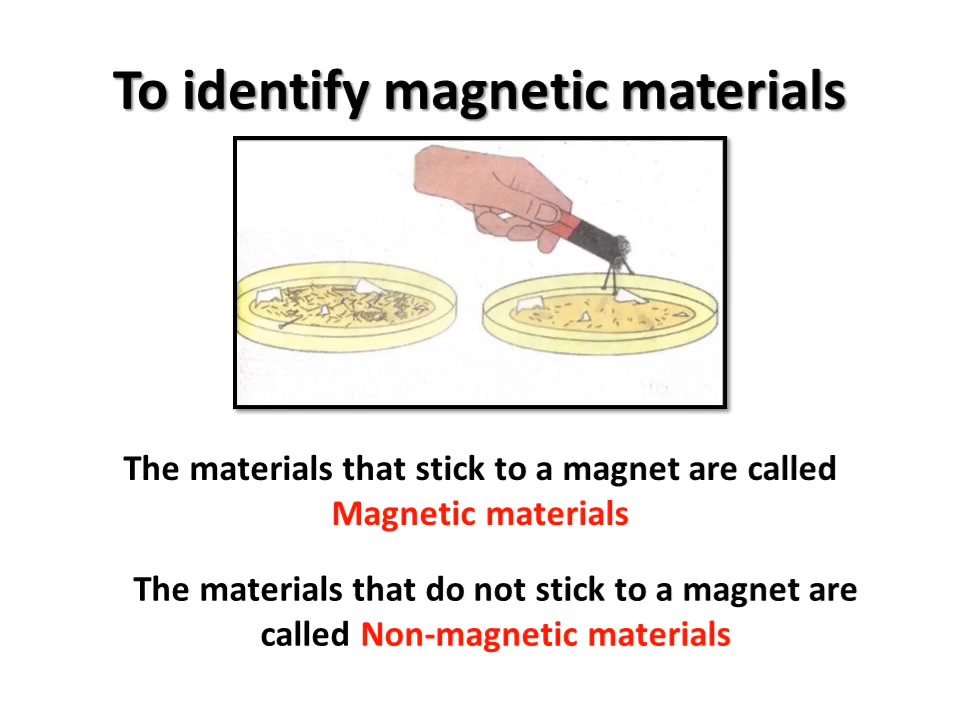 To identify magnetic materials
The materials that stick to a magnet are called
Magnetic materials
The materials that do not stick to a magnet are
called Non-magnetic materials